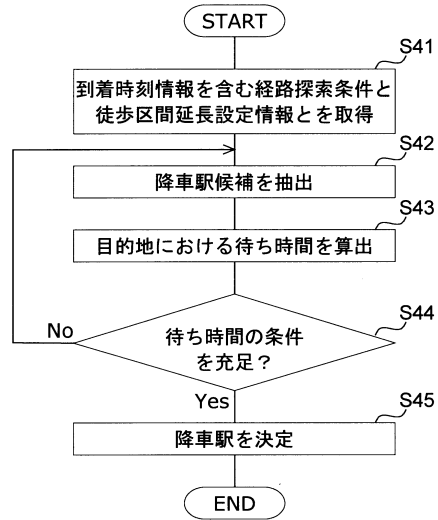 START
S41
到着時刻情報を含む経路探索条件と
徒歩区間延長設定情報とを取得
S42
降車駅候補を抽出
S43
目的地における待ち時間を算出
S44
No
待ち時間の条件
を充足？
Yes
S45
降車駅を決定
END